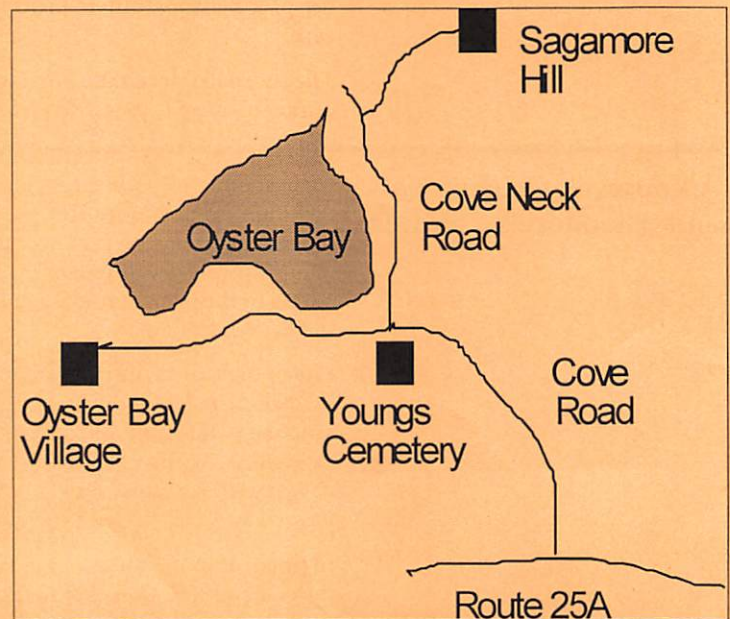 Sagamore
Hill
Cove Neck
Road
Oyster Bay
Cove
Road
Oyster Bay
Village
Youngs
Cemetery
Route 25A